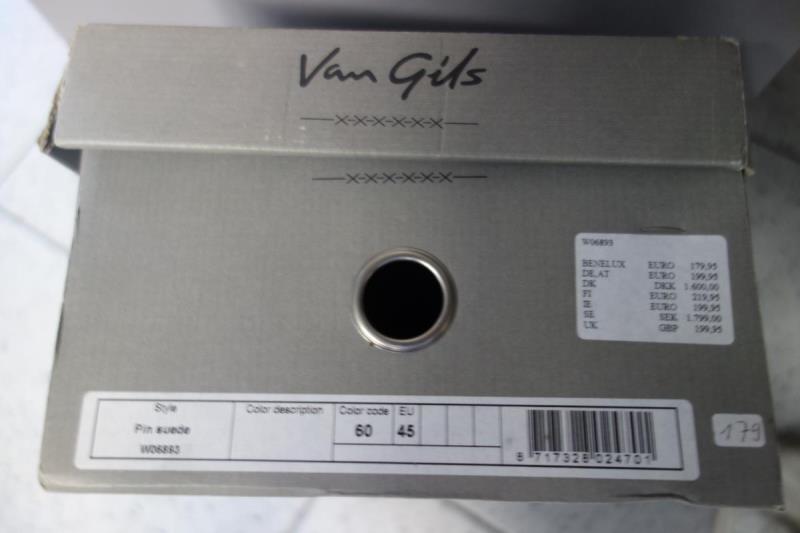 Van Gils
W06893
BENELUX EURO 179,95
DE,AT EURO 199,95
DK DKK 1.600,00
FI EURO 219,95
IE EURO 199,95
SE SEK 1.799,00
UK GBP 199,95
Style Color description Color code EU
Pin suede 60 45
W06893
8 717328 024701
179